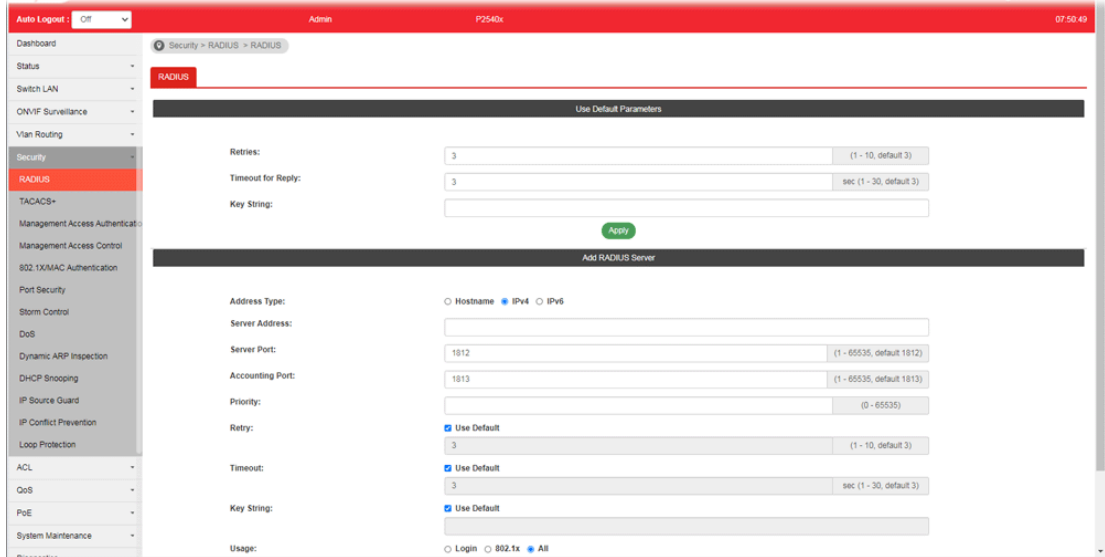 Auto Logout : Off Admin P2540x 07:50:49
Dashboard
Status
Switch LAN
ONVIF Surveillance
Vlan Routing
Security
RADIUS
TACACS+
Management Access Authenticatio
Management Access Control
802.1X/MAC Authentication
Port Security
Storm Control
DoS
Dynamic ARP Inspection
DHCP Snooping
IP Source Guard
IP Conflict Prevention
Loop Protection
ACL
QoS
PoE
System Maintenance
Diagnostics
Security > RADIUS > RADIUS
RADIUS
Use Default Parameters
Retries: 3 (1 - 10, default 3)
Timeout for Reply: 3 sec (1 - 30, default 3)
Key String:
Apply
Add RADIUS Server
Address Type: Hostname IPv4 IPv6
Server Address:
Server Port: 1812 (1 - 65535, default 1812)
Accounting Port: 1813 (1 - 65535, default 1813)
Priority: (0 - 65535)
Retry: Use Default
3 (1 - 10, default 3)
Timeout: Use Default
3 sec (1 - 30, default 3)
Key String: Use Default
Usage: Login 802.1x All